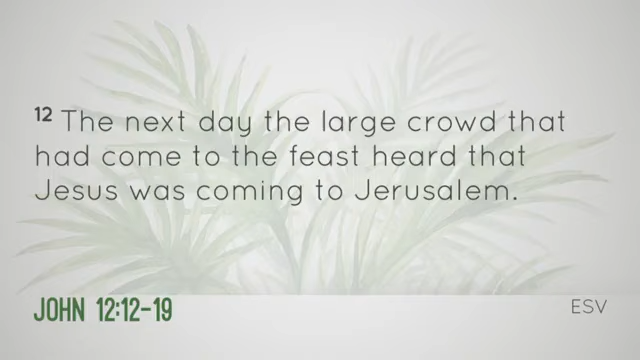 12 The next day the large crowd that
had come to the feast heard that
Jesus was coming to Jerusalem.
JOHN 12:12-19
ESV